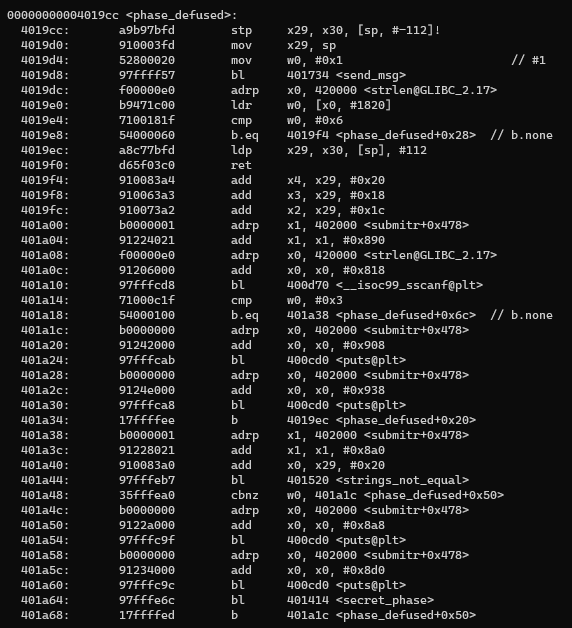 00000000004019cc <phase_defused>:
4019cc: a9b97bfd stp x29, x30, [sp, #-112]!
4019d0: 910003fd mov x29, sp
4019d4: 52800020 mov w0, #0x1 // #1
4019d8: 97ffff57 bl 401734 <send_msg>
4019dc: f00000e0 adrp x0, 420000 <strlen@GLIBC_2.17>
4019e0: b9471c00 ldr w0, [x0, #1820]
4019e4: 7100181f cmp w0, #0x6
4019e8: 54000060 b.eq 4019f4 <phase_defused+0x28> // b.none
4019ec: a8c77bfd ldp x29, x30, [sp], #112
4019f0: d65f03c0 ret
4019f4: 910083a4 add x4, x29, #0x20
4019f8: 910063a3 add x3, x29, #0x18
4019fc: 910073a2 add x2, x29, #0x1c
401a00: b0000001 adrp x1, 402000 <submitr+0x478>
401a04: 91224021 add x1, x1, #0x890
401a08: f00000e0 adrp x0, 420000 <strlen@GLIBC_2.17>
401a0c: 91206000 add x0, x0, #0x818
401a10: 97fffcd8 bl 400d70 <__isoc99_sscanf@plt>
401a14: 71000c1f cmp w0, #0x3
401a18: 54000100 b.eq 401a38 <phase_defused+0x6c> // b.none
401a1c: b0000000 adrp x0, 402000 <submitr+0x478>
401a20: 91242000 add x0, x0, #0x908
401a24: 97fffcab bl 400cd0 <puts@plt>
401a28: b0000000 adrp x0, 402000 <submitr+0x478>
401a2c: 9124e000 add x0, x0, #0x938
401a30: 97fffca8 bl 400cd0 <puts@plt>
401a34: 17ffffee b 4019ec <phase_defused+0x20>
401a38: b0000001 adrp x1, 402000 <submitr+0x478>
401a3c: 91228021 add x1, x1, #0x8a0
401a40: 910083a0 add x0, x29, #0x20
401a44: 97fffeb7 bl 401520 <strings_not_equal>
401a48: 35fffea0 cbnz w0, 401a1c <phase_defused+0x50>
401a4c: b0000000 adrp x0, 402000 <submitr+0x478>
401a50: 9122a000 add x0, x0, #0x8a8
401a54: 97fffc9f bl 400cd0 <puts@plt>
401a58: b0000000 adrp x0, 402000 <submitr+0x478>
401a5c: 91234000 add x0, x0, #0x8d0
401a60: 97fffc9c bl 400cd0 <puts@plt>
401a64: 97fffe6c bl 401414 <secret_phase>
401a68: 17ffffed b 401a1c <phase_defused+0x50>